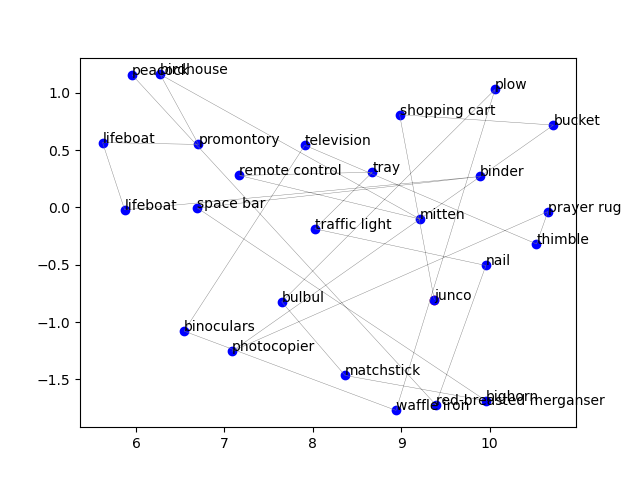 peacock
birdhouse
plow
shopping cart
bucket
lifeboat
promontory
television
remote control
tray
binder
lifeboat
space bar
mitten
prayer rug
traffic light
thimble
nail
bulbul
junco
binoculars
photocopier
matchstick
waffle iron
red-breasted merganser
bighorn
1.0
0.5
0.0
−0.5
−1.0
−1.5
6
7
8
9
10